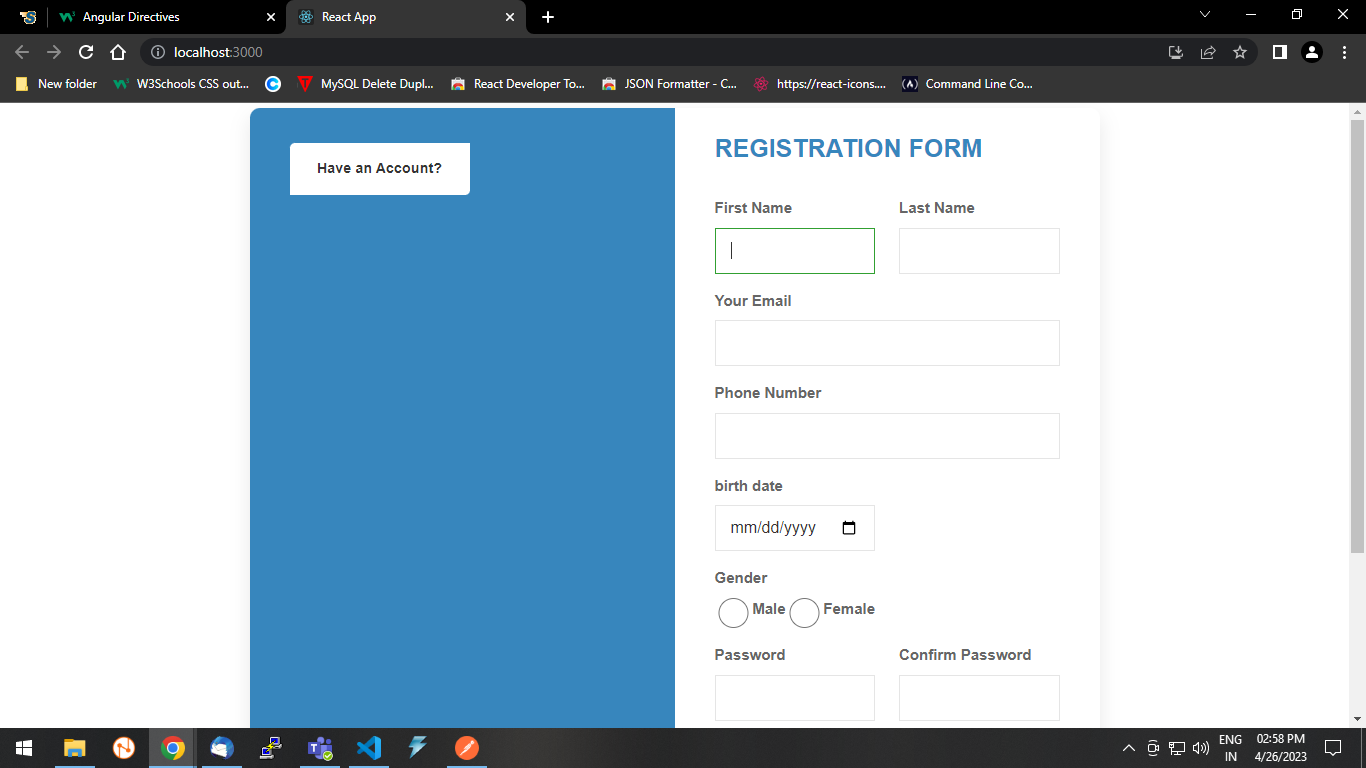 Angular Directives
React App
localhost:3000
New folder
W3Schools CSS out...
MySQL Delete Dupl...
React Developer To...
JSON Formatter - C...
https://react-icons....
Command Line Co...
Have an Account?
REGISTRATION FORM
First Name
Last Name
Your Email
Phone Number
birth date
mm/dd/yyyy
Gender
Male
Female
Password
Confirm Password
ENG
IN
02:58 PM
4/26/2023